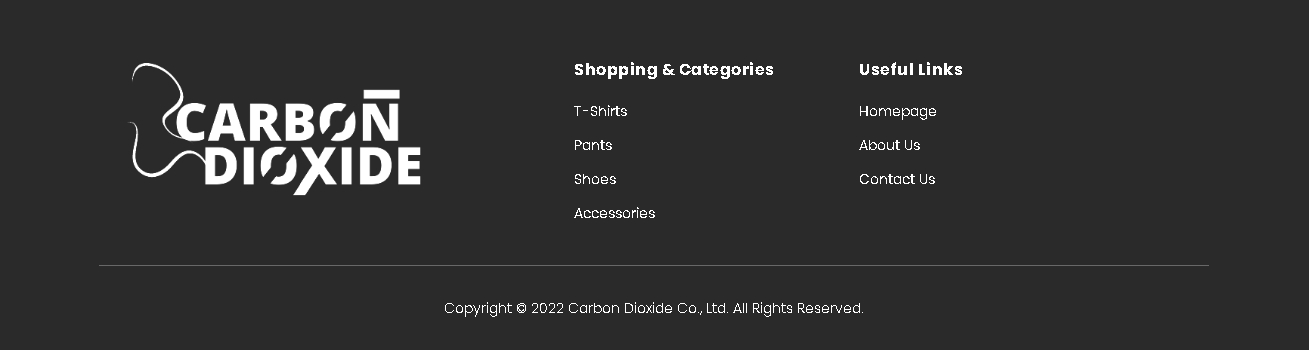 CARBON
DIOXIDE
Shopping & Categories
T-Shirts
Pants
Shoes
Accessories
Useful Links
Homepage
About Us
Contact Us
Copyright © 2022 Carbon Dioxide Co., Ltd. All Rights Reserved.